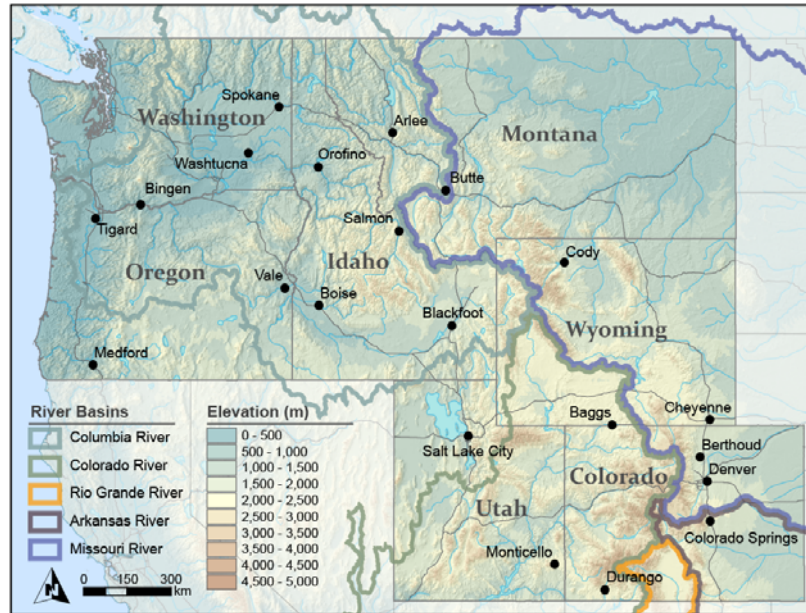 Spokane
Washington
Arlee
Montana
Washtucna
Orofino
Bingen
Butte
Tigard
Salmon
Cody
Oregon
Vale
Idaho
Boise
Blackfoot
Wyoming
Medford
River Basins
Columbia River
Colorado River
Rio Grande River
Arkansas River
Missouri River
Elevation (m)
0 - 500
500 - 1,000
1,000 - 1,500
1,500 - 2,000
2,000 - 2,500
2,500 - 3,000
3,000 - 3,500
3,500 - 4,000
4,000 - 4,500
4,500 - 5,000
Baggs
Cheyenne
Salt Lake City
Berthoud
Colorado
Denver
Utah
Colorado Springs
Monticello
Durango
N
0 75 150 300
km